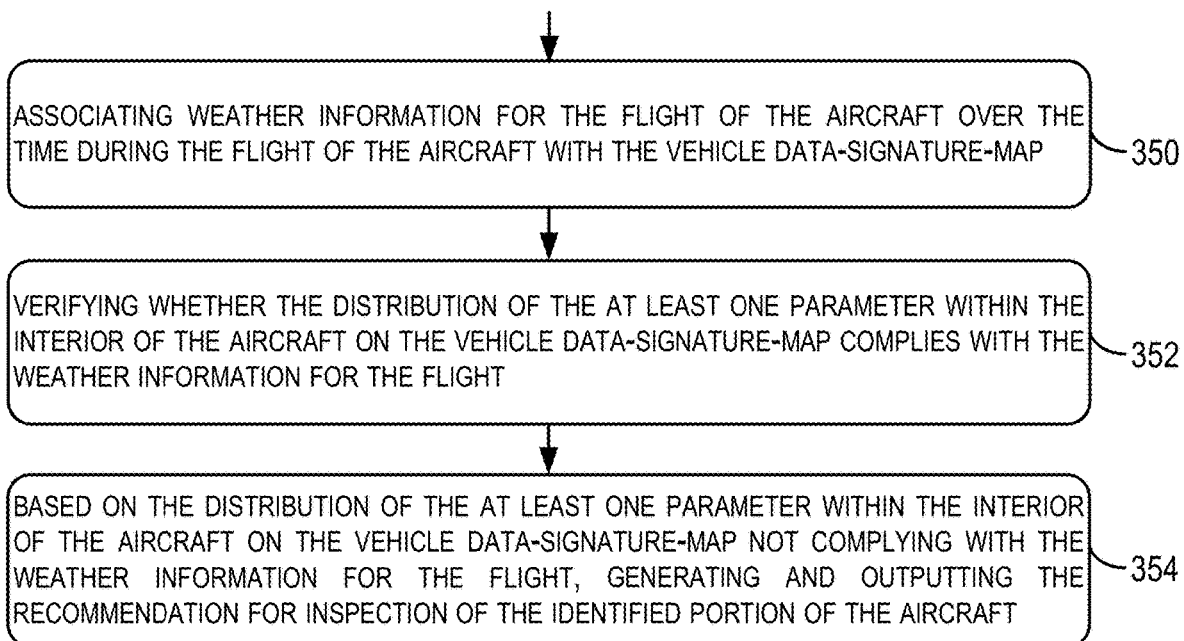 ASSOCIATING WEATHER INFORMATION FOR THE FLIGHT OF THE AIRCRAFT OVER THE
TIME DURING THE FLIGHT OF THE AIRCRAFT WITH THE VEHICLE DATA-SIGNATURE-MAP
350
VERIFYING WHETHER THE DISTRIBUTION OF THE AT LEAST ONE PARAMETER WITHIN THE
INTERIOR OF THE AIRCRAFT ON THE VEHICLE DATA-SIGNATURE-MAP COMPLIES WITH THE
WEATHER INFORMATION FOR THE FLIGHT
352
BASED ON THE DISTRIBUTION OF THE AT LEAST ONE PARAMETER WITHIN THE INTERIOR
OF THE AIRCRAFT ON THE VEHICLE DATA-SIGNATURE-MAP NOT COMPLYING WITH THE
WEATHER INFORMATION FOR THE FLIGHT, GENERATING AND OUTPUTTING THE
RECOMMENDATION FOR INSPECTION OF THE IDENTIFIED PORTION OF THE AIRCRAFT
354